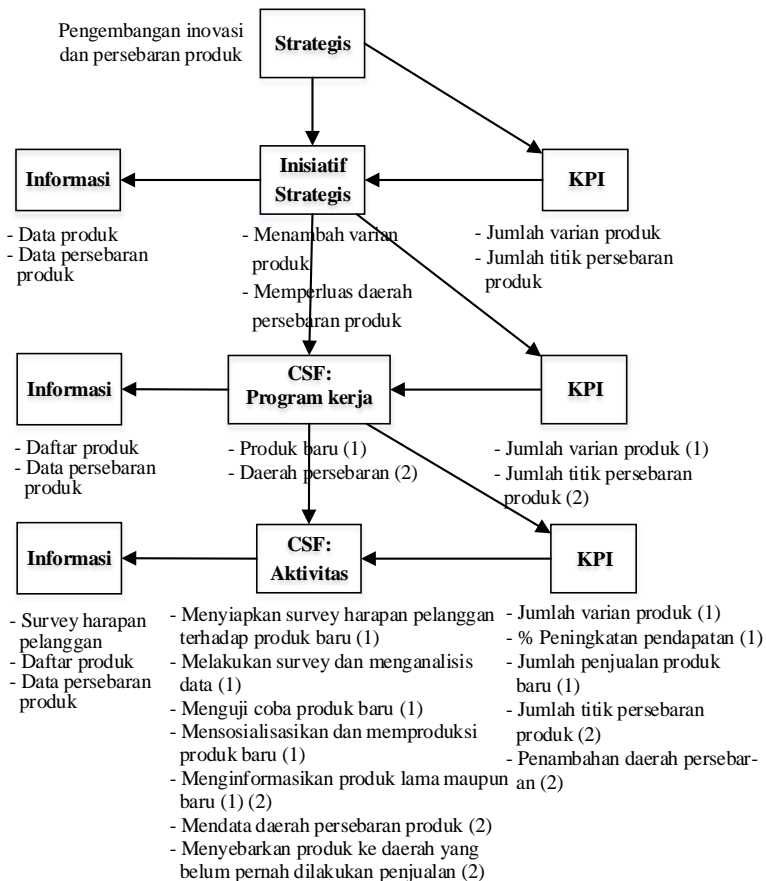 Pengembangan inovasi
dan persebaran produk
Strategis
Informasi
Inisiatif
Strategis
KPI
- Data produk
- Data persebaran
produk
- Menambah varian
produk
- Memperluas daerah
persebaran produk
- Jumlah varian produk
- Jumlah titik persebaran
produk
Informasi
CSF:
Program kerja
KPI
- Daftar produk
- Data persebaran
produk
- Produk baru (1)
- Daerah persebaran (2)
- Jumlah varian produk (1)
- Jumlah titik persebaran
produk (2)
Informasi
CSF:
Aktivitas
KPI
- Survey harapan
pelanggan
- Daftar produk
- Data persebaran
produk
- Menyiapkan survey harapan pelanggan
terhadap produk baru (1)
- Melakukan survey dan menganalisis
data (1)
- Menguji coba produk baru (1)
- Mensosialisasikan dan memproduksi
produk baru (1)
- Menginformasikan produk lama maupun
baru (1) (2)
- Mendata daerah persebaran produk (2)
- Menyebarkan produk ke daerah yang
belum pernah dilakukan penjualan (2)
- Jumlah varian produk (1)
- % Peningkatan pendapatan (1)
- Jumlah penjualan produk
baru (1)
- Jumlah titik persebaran
produk (2)
- Penambahan daerah persebar-
an (2)